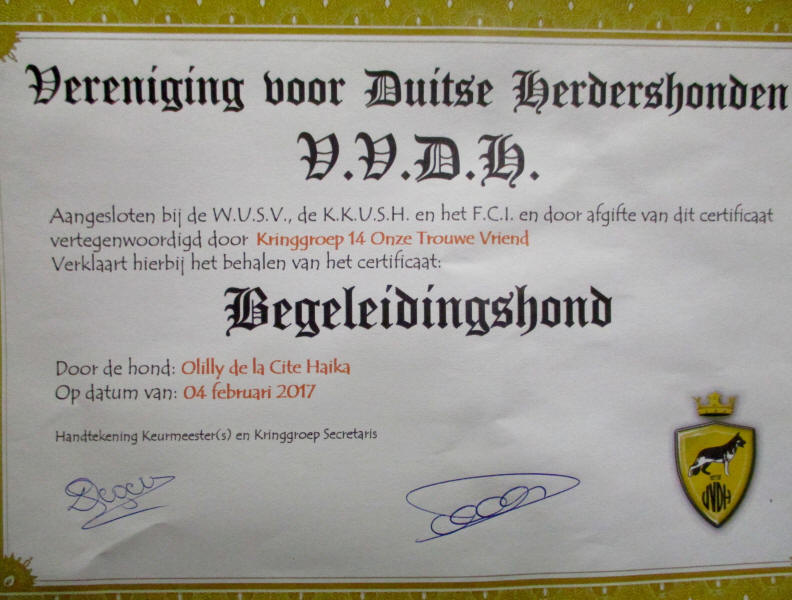 Vereniging voor Duitse Herdershonden
V.V.D.H.
Aangesloten bij de W.U.S.V., de K.K.U.S.H. en het F.C.I. en door afgifte van dit certificaat
vertegenwoordigd door Kringgroep 14 Onze Trouwe Vriend
Verklaart hierbij het behalen van het certificaat:
Begeleidingshond
Door de hond: Olilly de la Cite Haika
Op datum van: 04 februari 2017
Handtekening Keurmeester(s) en Kringgroep Secretaris
VVDH